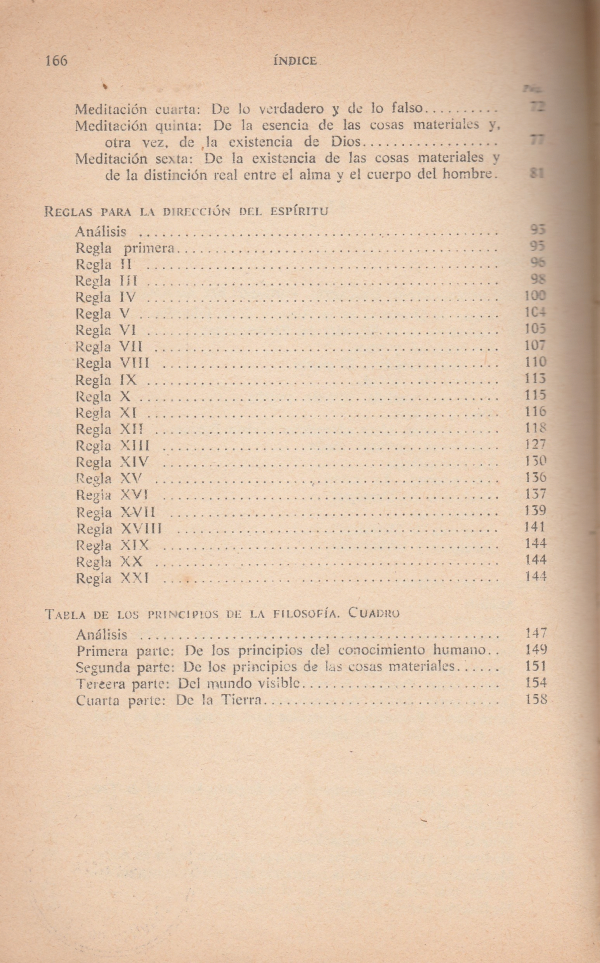 166 ÍNDICE
Pág.
Meditación cuarta: De lo verdadero y de lo falso.......... 72
Meditación quinta: De la esencia de las cosas materiales y,
otra vez, de la existencia de Dios................. 77
Meditación sexta: De la existencia de las cosas materiales y
de la distinción real entre el alma y el cuerpo del hombre. 81
REGLAS PARA LA DIRECCIÓN DEL ESPÍRITU
Análisis ............................................ 93
Regla primera....................................... 95
Regla II ........................................... 96
Regla III .......................................... 98
Regla IV ........................................... 100
Regla V ............................................ 104
Regla VI ........................................... 105
Regla VII .......................................... 107
Regla VIII ......................................... 110
Regla IX ........................................... 113
Regla X ............................................ 115
Regla XI ........................................... 116
Regla XII .......................................... 118
Regla XIII ......................................... 127
Regla XIV .......................................... 130
Regla XV ........................................... 136
Regla XVI .......................................... 137
Regla XVII ......................................... 139
Regla XVIII ........................................ 141
Regla XIX .......................................... 144
Regla XX ........................................... 144
Regla XXI .......................................... 144
TABLA DE LOS PRINCIPIOS DE LA FILOSOFÍA. CUADRO
Análisis ............................................ 147
Primera parte: De los principios del conocimiento humano.. 149
Segunda parte: De los principios de las cosas materiales...... 151
Tercera parte: Del mundo visible........................ 154
Cuarta parte: De la Tierra............................. 158